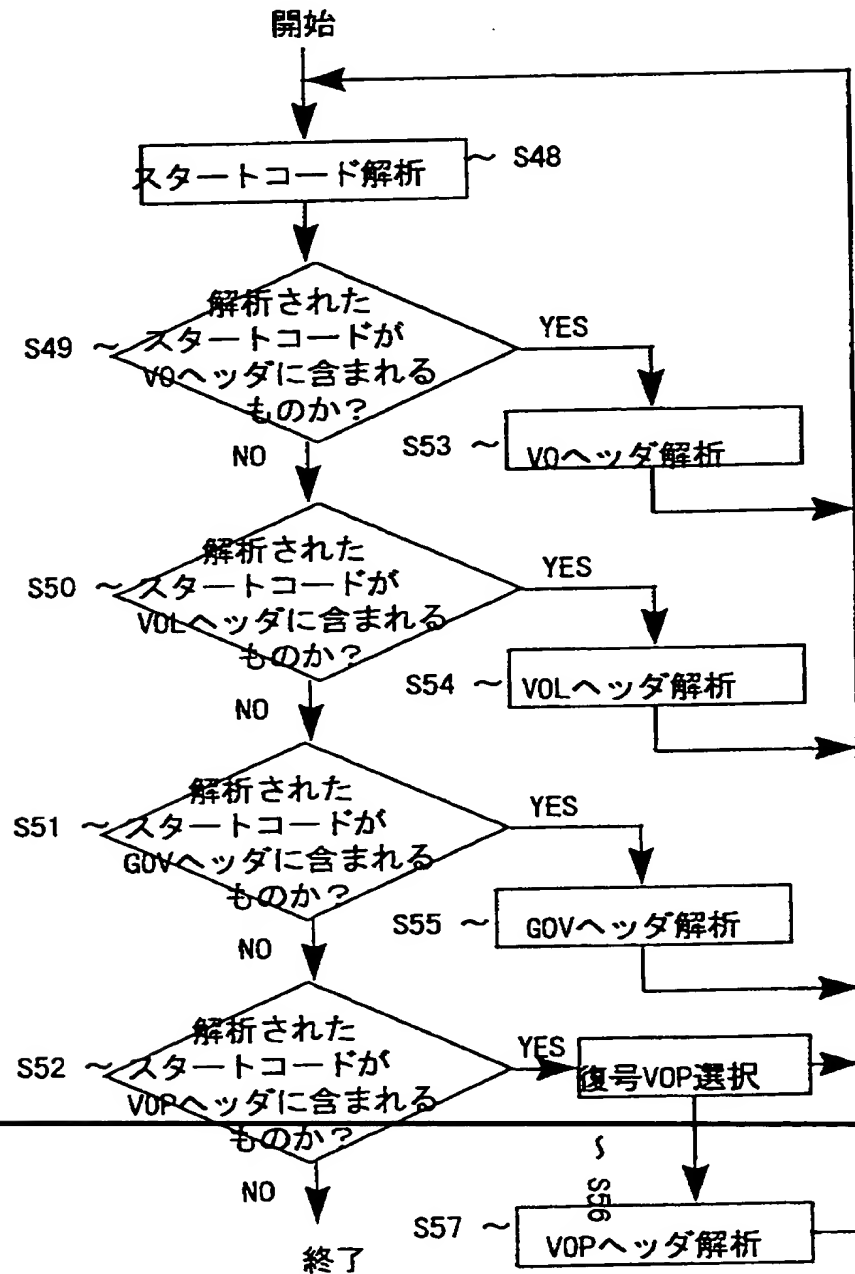 開始
スタートコード解析
～ S48
解析された
S49 ～ スタートコードが
VOヘッダに含まれる
ものか?
YES
NO
S53 ～
VOヘッダ解析
解析された
S50 ～ スタートコードが
VOLヘッダに含まれる
ものか?
YES
NO
S54 ～
VOLヘッダ解析
解析された
S51 ～ スタートコードが
GOVヘッダに含まれる
ものか?
YES
NO
S55 ～
GOVヘッダ解析
解析された
S52 ～ スタートコードが
VOPヘッダに含まれる
ものか?
YES
復号VOP選択
～ S56
NO
S57 ～
VOPヘッダ解析
終了